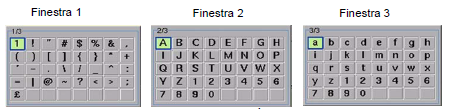 Finestra 1
1/3
1 ! " # $ % & ,
( ) [ ] { } ^ +
- . \ / _ :
= | @ ~ ? < > ;
£
Finestra 2
2/3
A B C D E F G H
I J K L M N O P
Q R S T U V W X
Y Z 1 2 3 4 5 6
7 8 9 0
Finestra 3
3/3
a b c d e f g h
i j k l m n o p
q r s t u v w x
y z 1 2 3 4 5 6
7 8 9 0